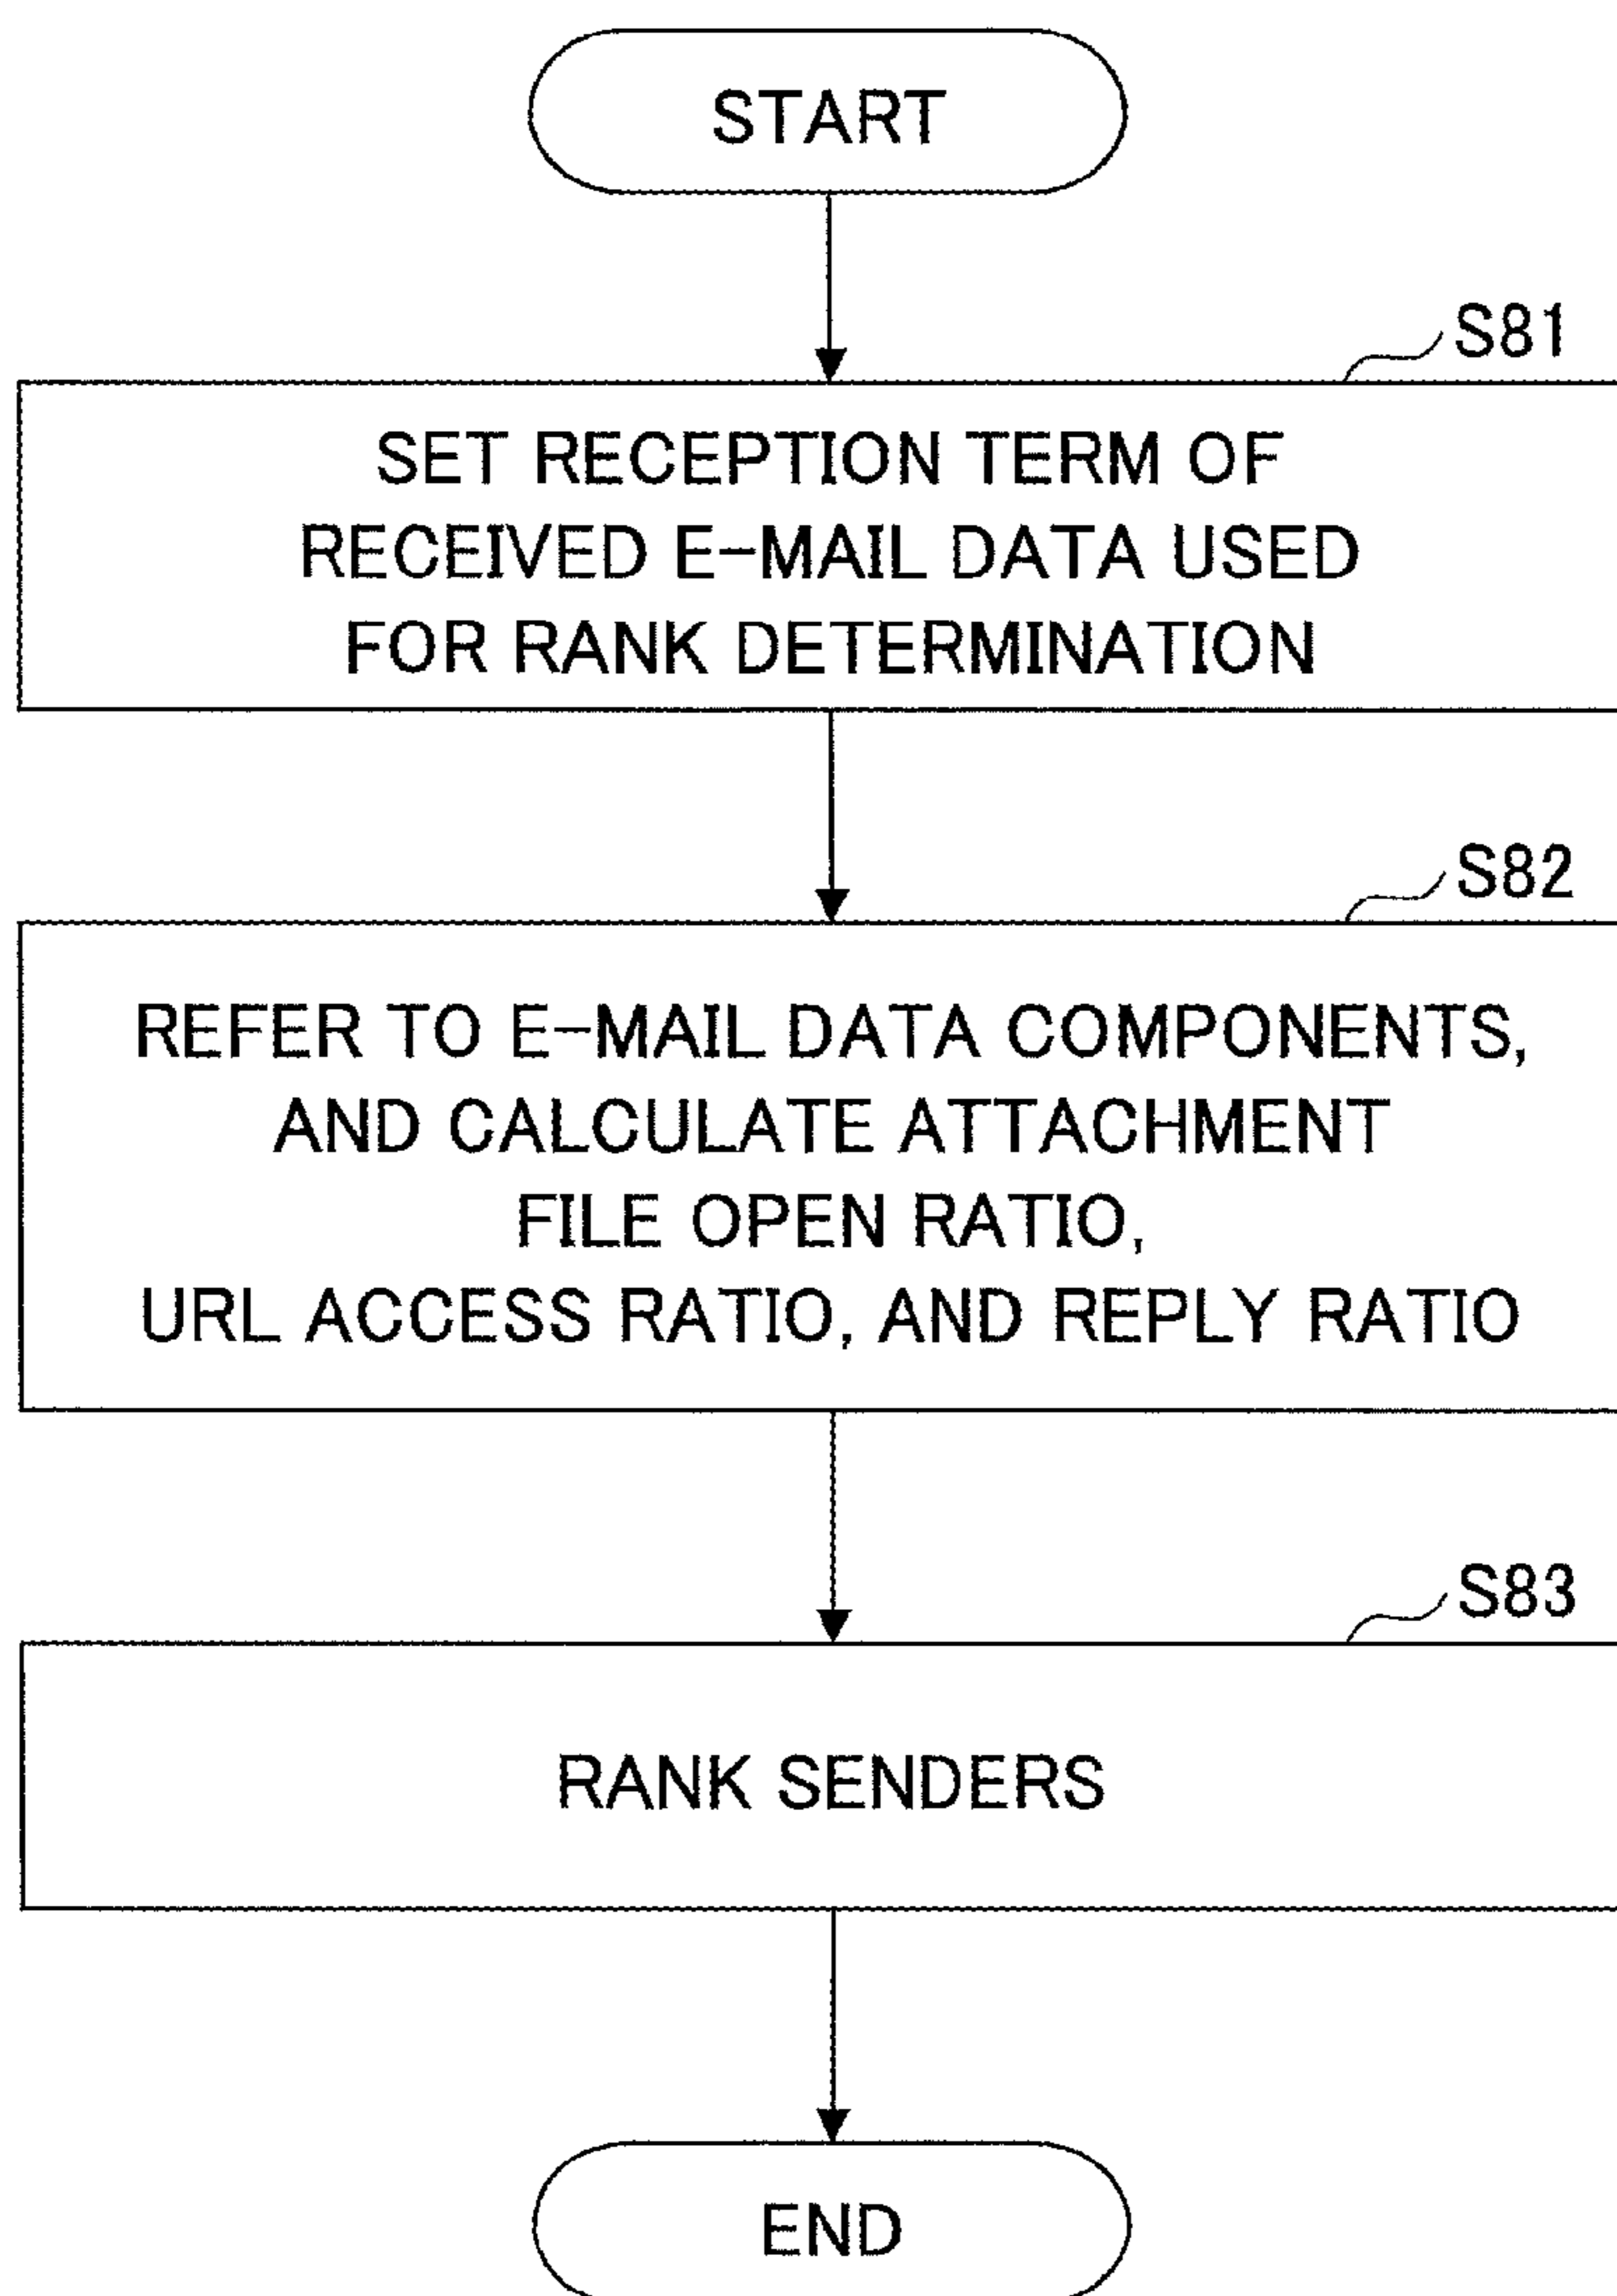 START
S81
SET RECEPTION TERM OF
RECEIVED E-MAIL DATA USED
FOR RANK DETERMINATION
S82
REFER TO E-MAIL DATA COMPONENTS,
AND CALCULATE ATTACHMENT
FILE OPEN RATIO,
URL ACCESS RATIO, AND REPLY RATIO
S83
RANK SENDERS
END